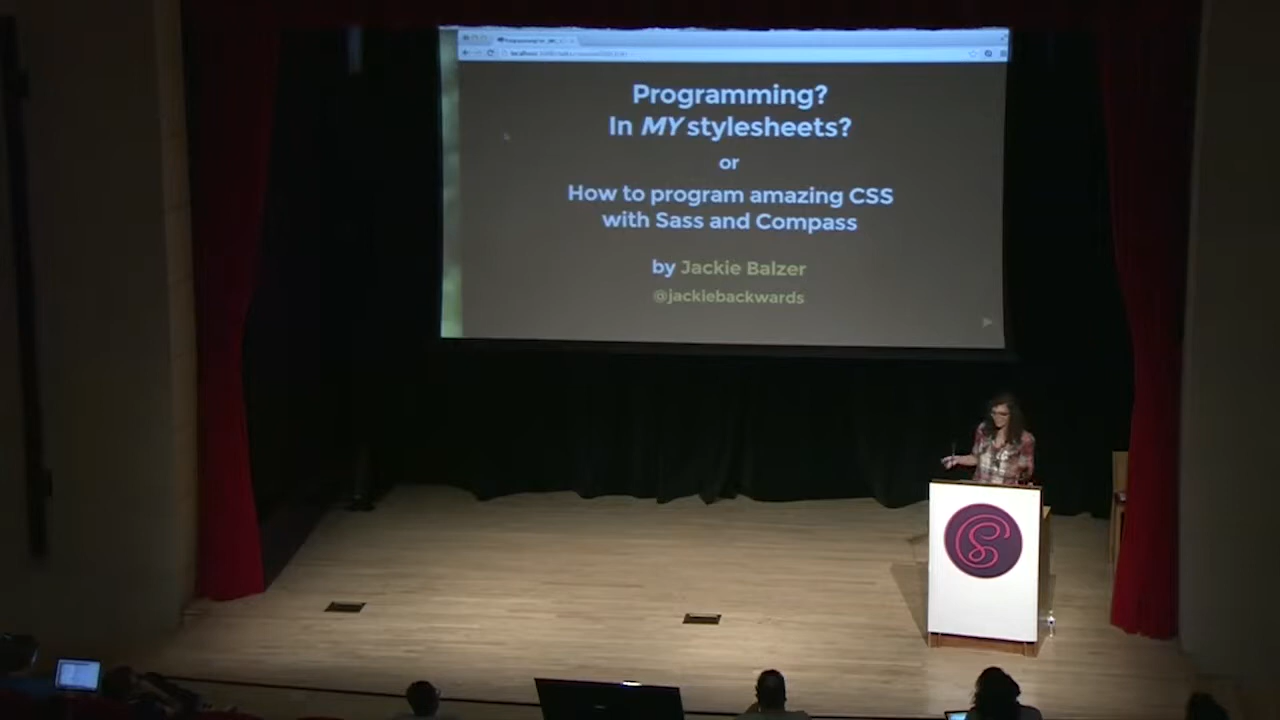 Programming?
In MY stylesheets?
or
How to program amazing CSS
with Sass and Compass
by Jackie Balzer
@jackiebackwards